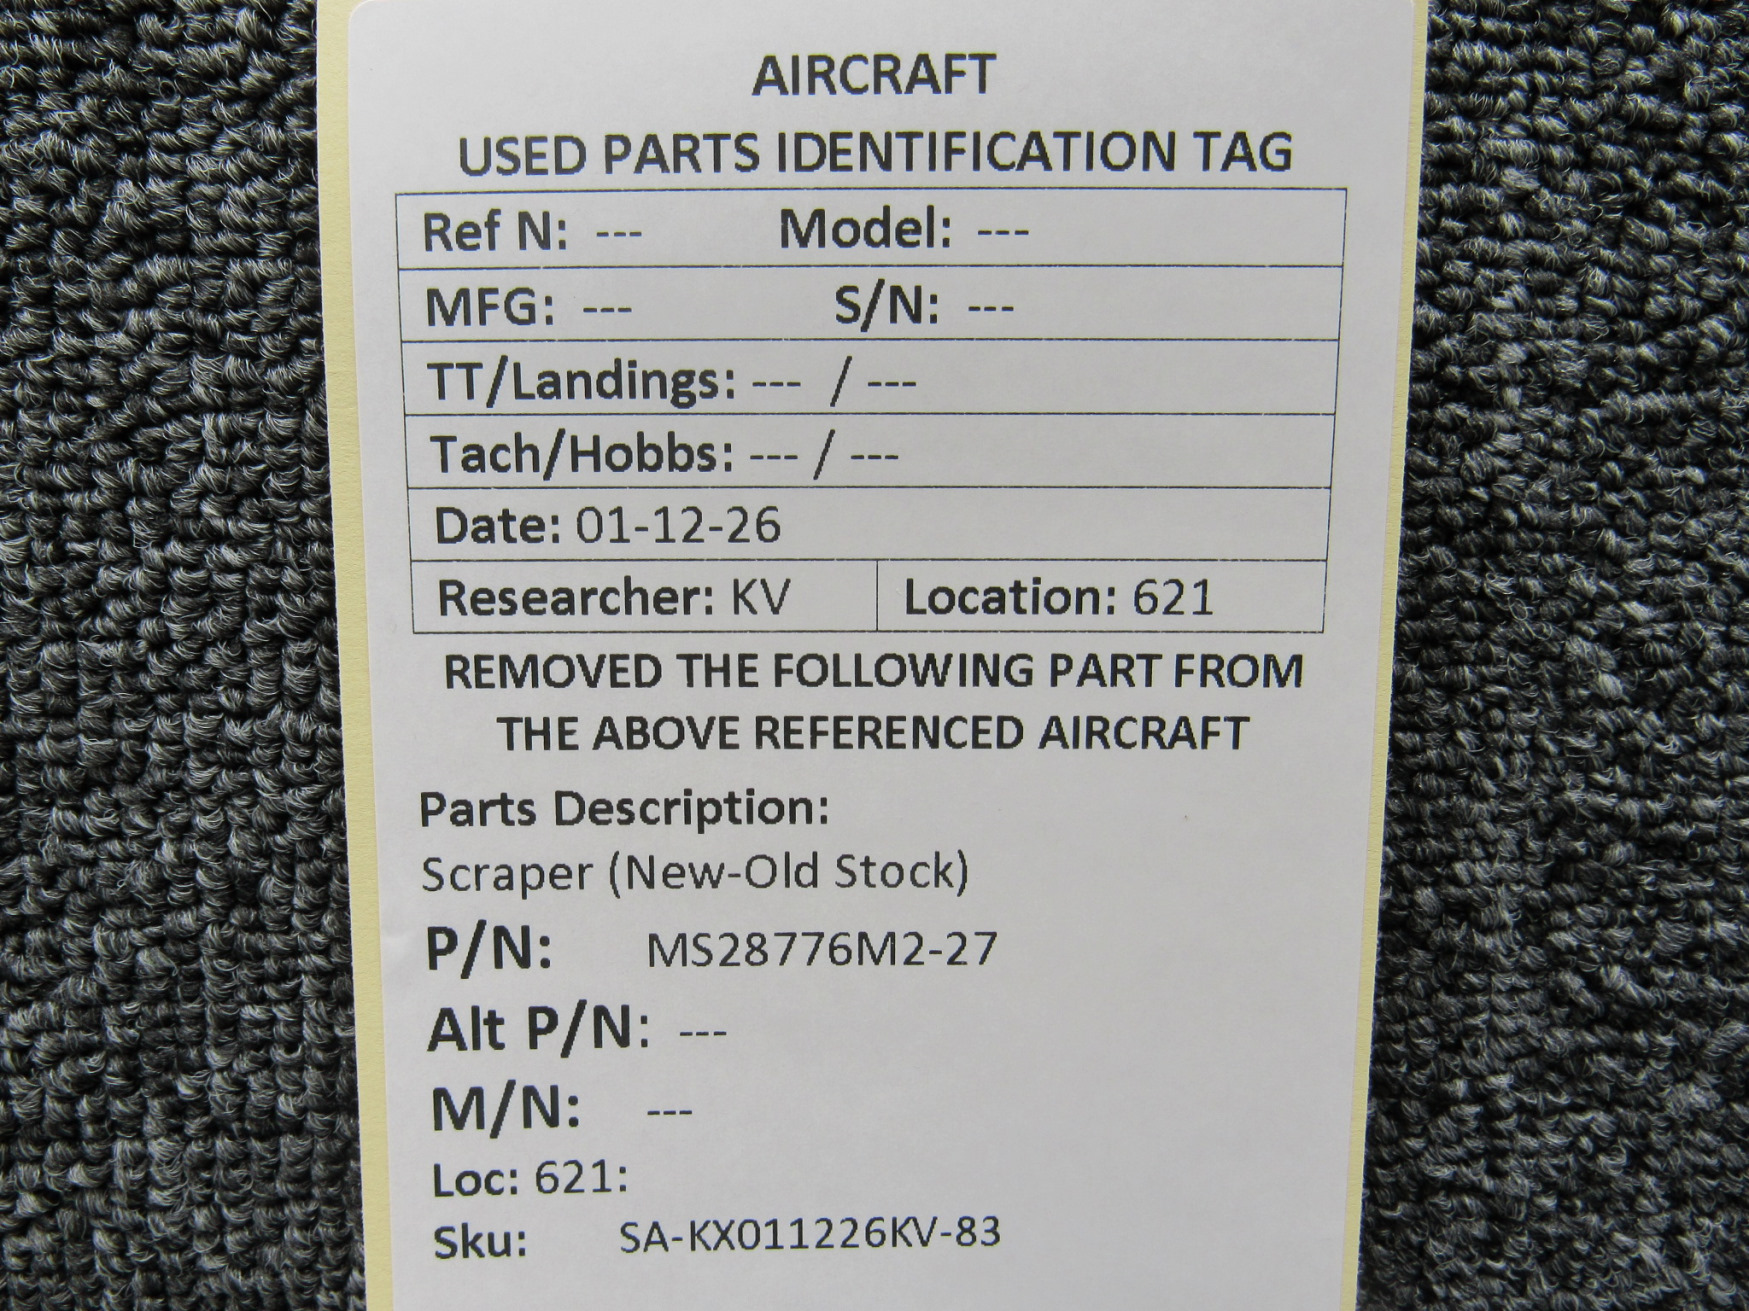 AIRCRAFT
USED PARTS IDENTIFICATION TAG
Ref N: --- Model: ---
MFG: --- S/N: ---
TT/Landings: --- / ---
Tach/Hobbs: --- / ---
Date: 01-12-26
Researcher: KV Location: 621
REMOVED THE FOLLOWING PART FROM
THE ABOVE REFERENCED AIRCRAFT
Parts Description:
Scraper (New-Old Stock)
P/N: MS28776M2-27
Alt P/N: ---
M/N: ---
Loc: 621:
Sku: SA-KX011226KV-83